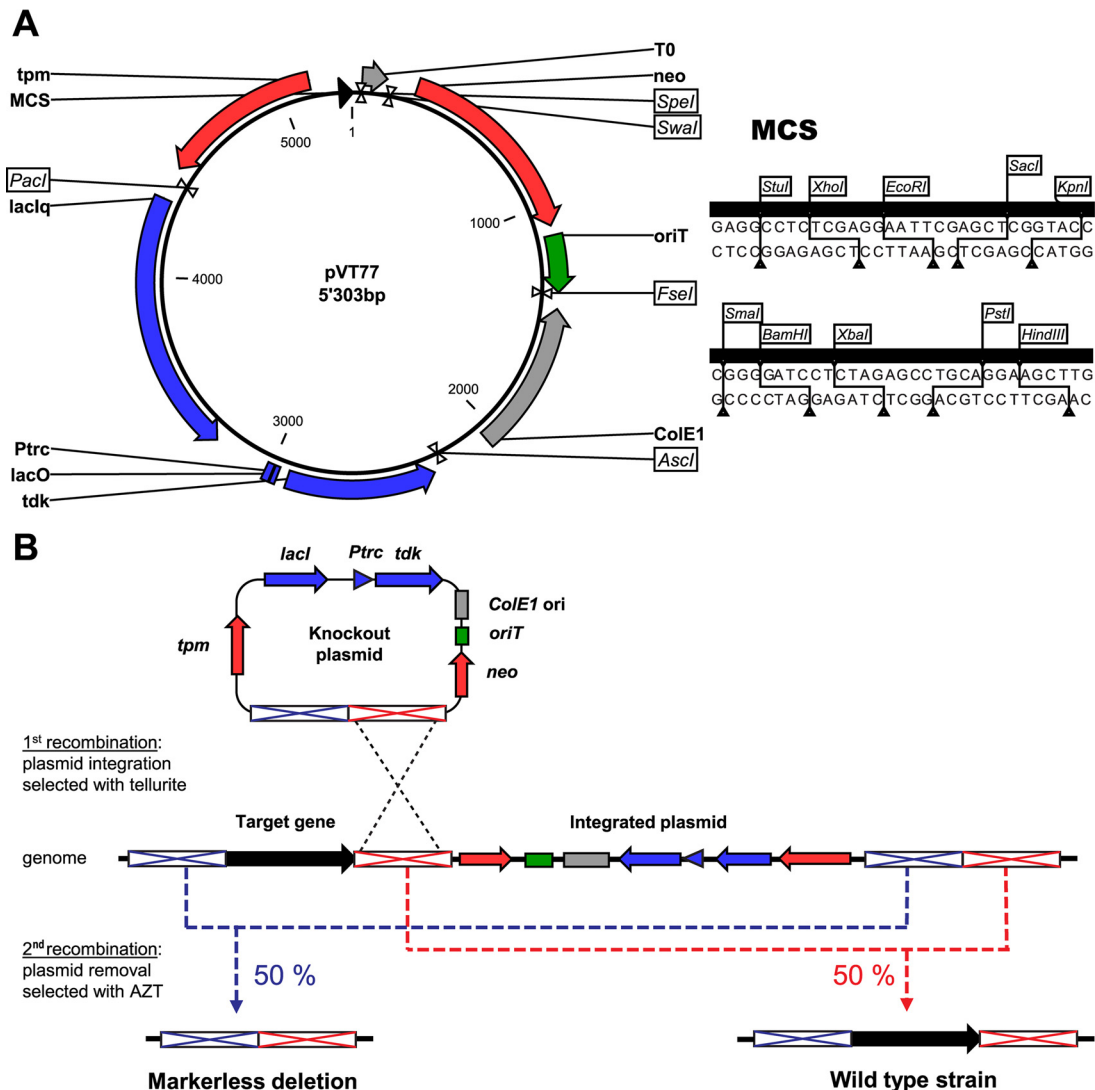 A
tpm
MCS
PacI
lacIq
Ptrc
lacO
tdk
T0
neo
SpeI
SwaI
oriT
FseI
ColE1
AscI
1
1000
2000
3000
4000
5000
pVT77
5'303bp
MCS
StuI XhoI EcoRI SacI KpnI
GAGGCCTCTCGAGGAATTCGAGCTCGGTACC
CTCCGGAGAGCTCCTTAAGCTCGAGCCATGG
SmaI BamHI XbaI PstI HindIII
CGGGGATCCTCTAGAGCCTGCAGGAAGCTTG
GCCCCTAGGAGATCTCGGACGTCCTTCGAAC
B
lacI Ptrc tdk
ColE1 ori
oriT
neo
tpm
Knockout
plasmid
1st recombination:
plasmid integration
selected with tellurite
Target gene Integrated plasmid
genome
2nd recombination:
plasmid removal
selected with AZT
50 % 50 %
Markerless deletion Wild type strain